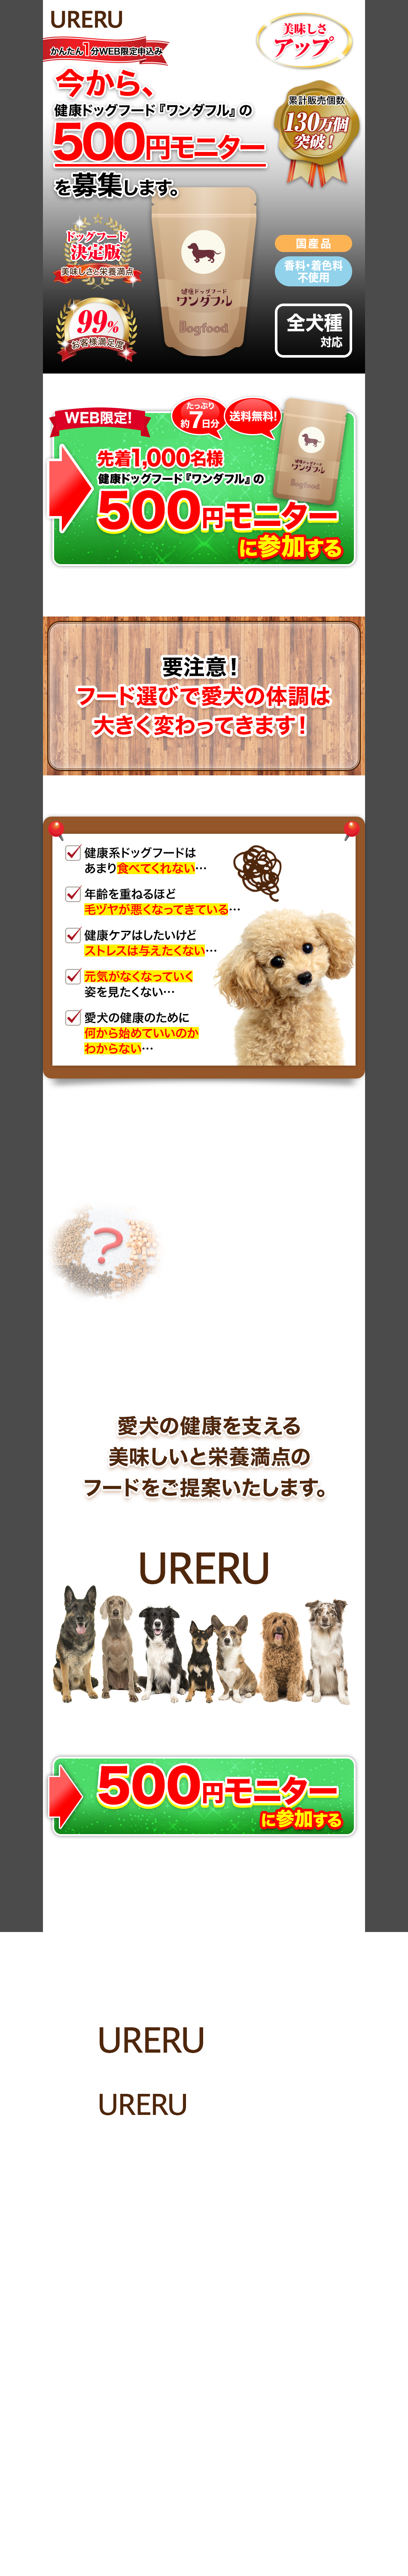 URERU
美味しさ
アップ
かんたん1分WEB限定申込み
今から、
健康ドッグフード『ワンダフル』の
500円モニター
を募集します。
累計販売個数
130万個
突破!
ドッグフード
決定版
美味しさと栄養満点
99%
お客様満足度
健康ドッグフード
ワンダフル
Dogfood
国産品
香料・着色料
不使用
全犬種
対応
WEB限定!
たっぷり
約7日分
送料無料!
先着1,000名様
健康ドッグフード『ワンダフル』の
500円モニター
に参加する
健康ドッグフード
ワンダフル
Dogfood
要注意!
フード選びで愛犬の体調は
大きく変わってきます!
健康系ドッグフードは
あまり食べてくれない…
年齢を重ねるほど
毛ヅヤが悪くなってきている…
健康ケアはしたいけど
ストレスは与えたくない…
元気がなくなっていく
姿を見たくない…
愛犬の健康のために
何から始めていいのか
わからない…
?
愛犬の健康を支える
美味しいと栄養満点の
フードをご提案いたします。
URERU
500円モニター
に参加する
URERU
URERU